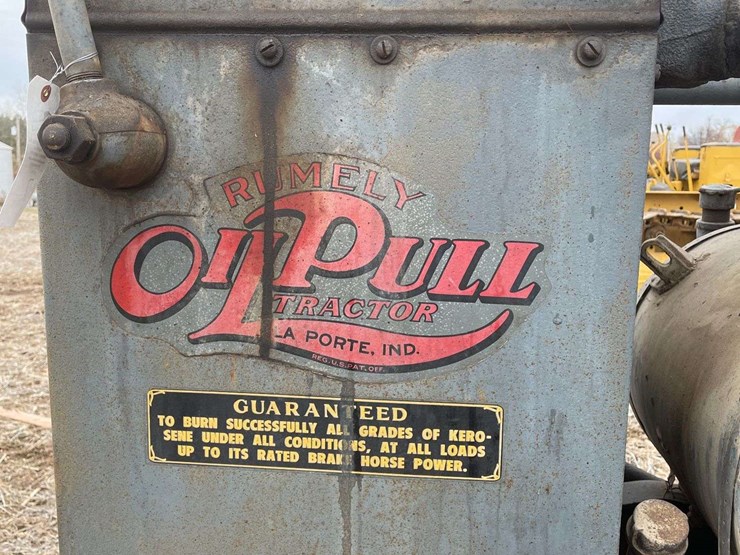 RUMELY
OILPULL
TRACTOR
LA PORTE, IND.
REG. U.S. PAT. OFF.
GUARANTEED
TO BURN SUCCESSFULLY ALL GRADES OF KERO-
SENE UNDER ALL CONDITIONS, AT ALL LOADS
UP TO ITS RATED BRAKE HORSE POWER.